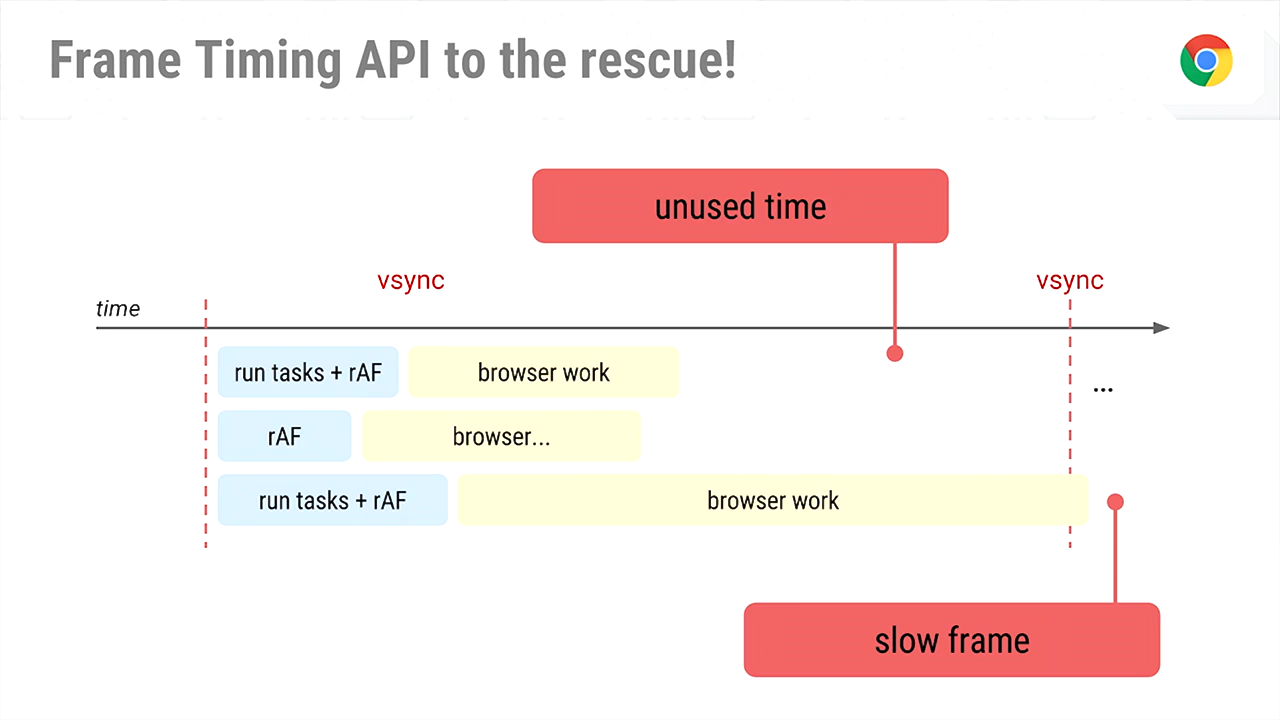 Frame Timing API to the rescue!
unused time
vsync
vsync
time
run tasks + rAF
browser work
...
rAF
browser...
run tasks + rAF
browser work
slow frame